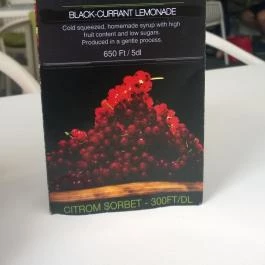 BLACK-CURRANT LEMONADE
Cold squeezed, homemade syrup with high
fruit content and low sugars.
Produced in a gentle process.
650 Ft / 5dl
CITROM SORBET - 300FT/DL